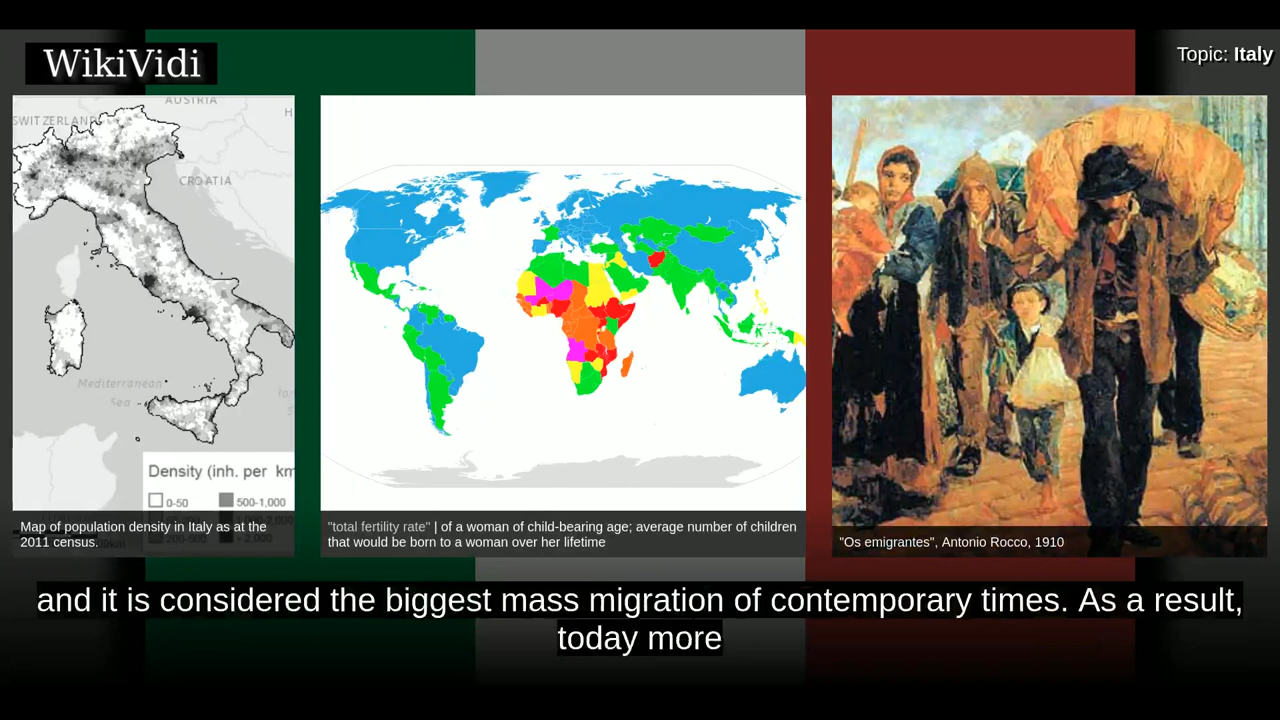 WikiVidi
Topic: Italy
AUSTRIA
SWITZERLAND
H
CROATIA
Mediterranean
Sea
Density (inh. per km
0-50
500-1,000
Map of population density in Italy as at the
2011 census.
"total fertility rate" | of a woman of child-bearing age; average number of children
that would be born to a woman over her lifetime
"Os emigrantes", Antonio Rocco, 1910
and it is considered the biggest mass migration of contemporary times. As a result,
today more